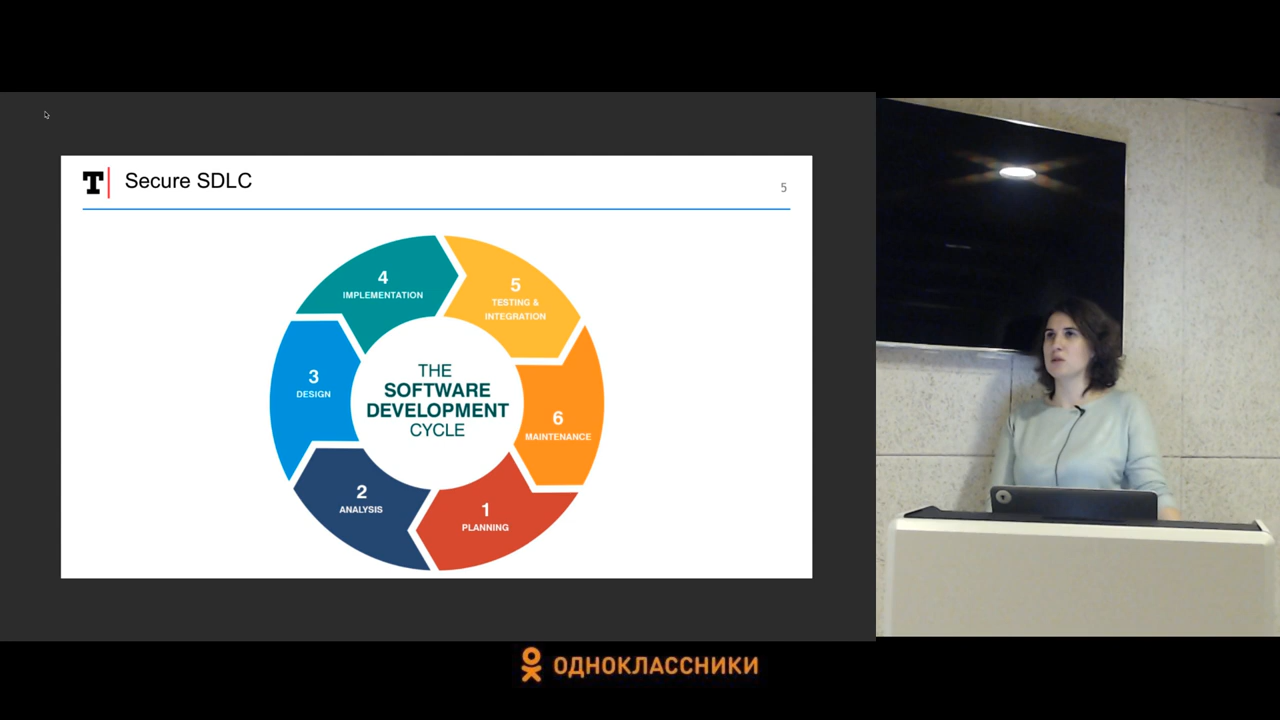 T
Secure SDLC
5
4
IMPLEMENTATION
5
TESTING &
INTEGRATION
3
DESIGN
THE
SOFTWARE
DEVELOPMENT
CYCLE
6
MAINTENANCE
2
ANALYSIS
1
PLANNING
ОДНОКЛАССНИКИ